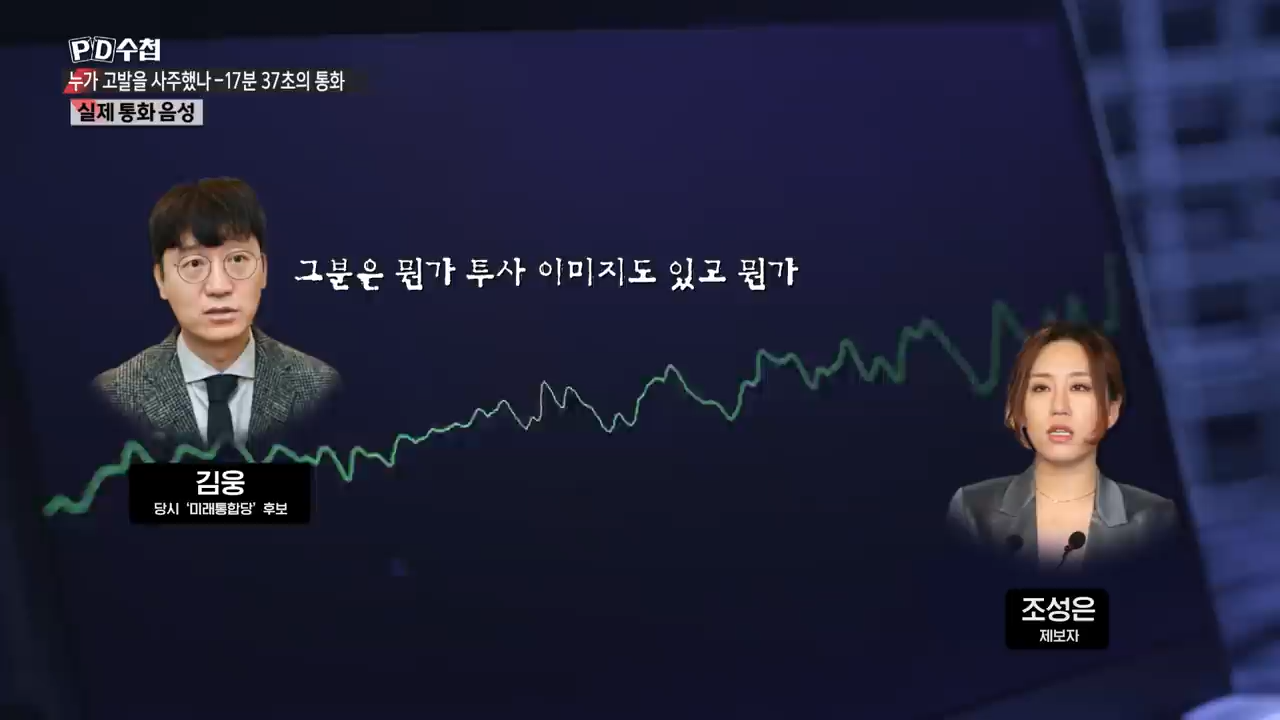 PD수첩
누가 고발을 사주했나-17분 37초의 통화
실제 통화 음성
그분은 뭔가 투사 이미지도 있고 뭔가
김웅
당시 '미래통합당' 후보
조성은
제보자